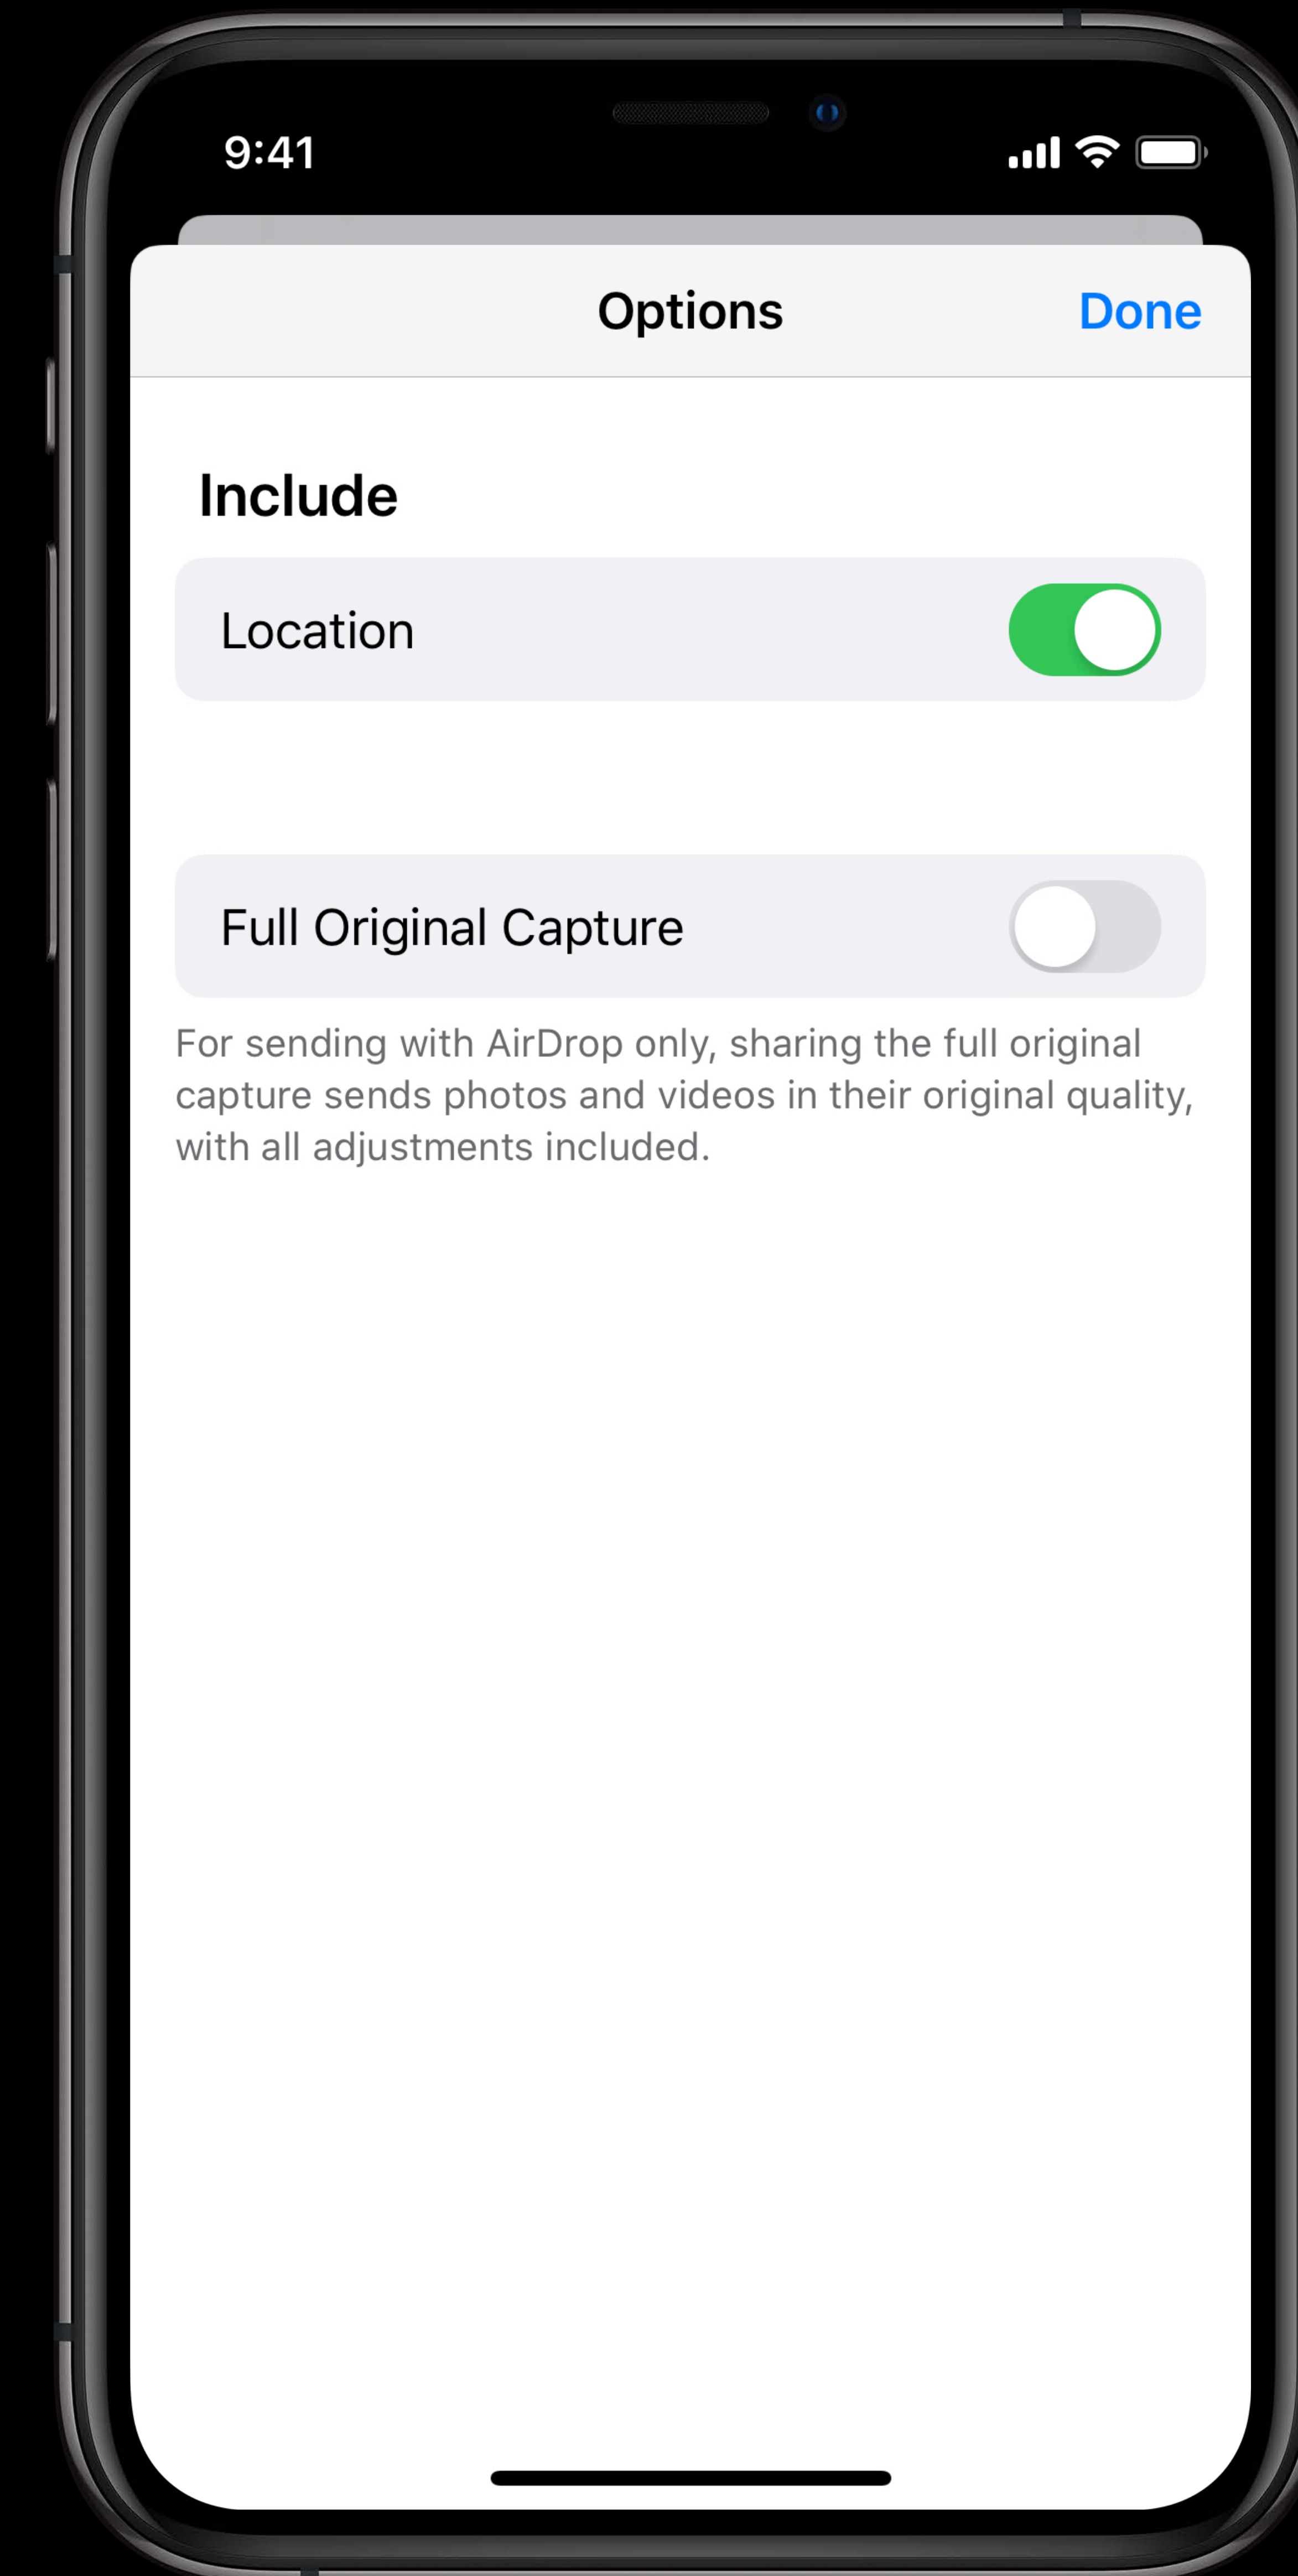 9:41
Options
Done
Include
Location
Full Original Capture
For sending with AirDrop only, sharing the full original
capture sends photos and videos in their original quality,
with all adjustments included.